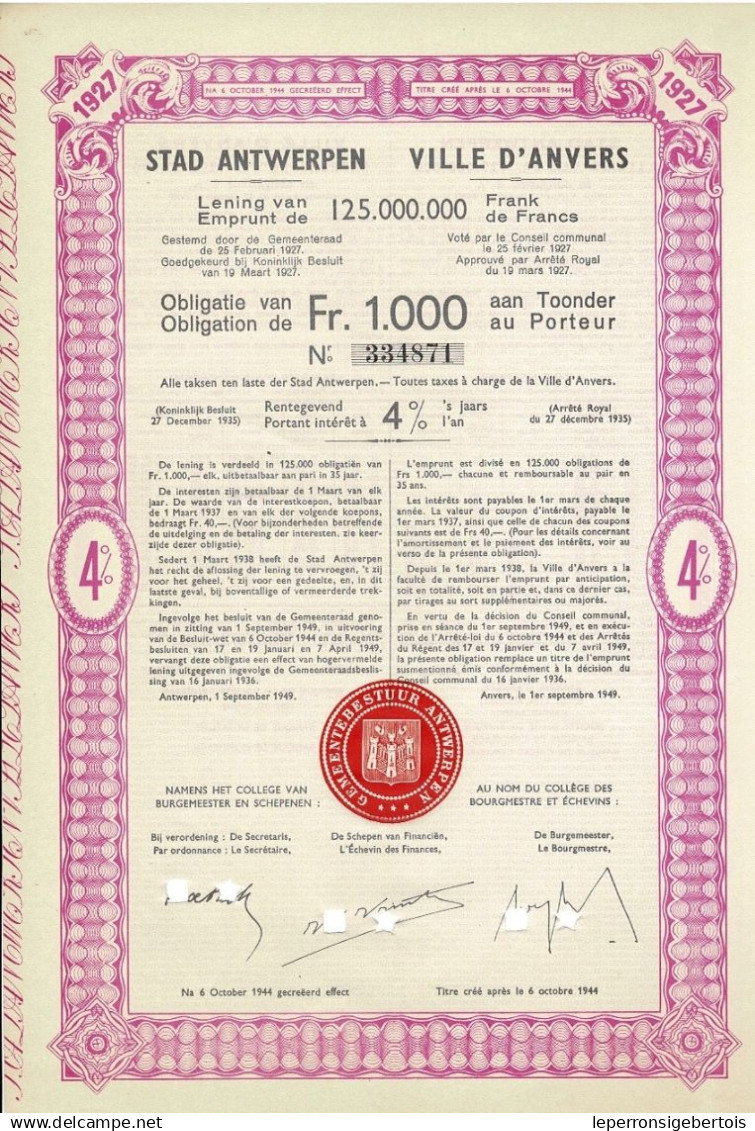 1927
1927
NA 6 OCTOBER 1944 GECREËERD EFFECT
TITRE CRÉÉ APRÈS LE 6 OCTOBRE 1944
STAD ANTWERPEN VILLE D'ANVERS
Lening van
Emprunt de
125.000.000
Frank
de Francs
Gestemd door de Gemeenteraad
de 25 Februari 1927.
Goedgekeurd bij Koninklijk Besluit
van 19 Maart 1927.
Voté par le Conseil communal
le 25 février 1927.
Approuvé par Arrêté Royal
du 19 mars 1927.
Obligatie van
Obligation de
Fr. 1.000
aan Toonder
au Porteur
Nr. 334871
Alle taksen ten laste der Stad Antwerpen.— Toutes taxes à charge de la Ville d'Anvers.
(Koninklijk Besluit
27 December 1935)
Rentegevend
Portant intérêt à
4%
's jaars
l'an
(Arrêté Royal
du 27 décembre 1935)
De lening is verdeeld in 125.000 obligatiën van
Fr. 1.000,— elk, uitbetaalbaar aan pari in 35 jaar.
De interesten zijn betaalbaar de 1 Maart van elk
jaar. De waarde van de interestkoepon, betaalbaar
de 1 Maart 1937 en van elk der volgende koepons,
bedraagt Fr. 40,—. (Voor bijzonderheden betreffende
de uitdelging en de betaling der interesten, zie keer-
zijde dezer obligatie).
Sedert 1 Maart 1938 heeft de Stad Antwerpen
het recht de aflossing der lening te vervroegen, 't zij
voor het geheel, 't zij voor een gedeelte, en, in dit
laatste geval, bij boventallige of vermeerderde trek-
kingen.
Ingevolge het besluit van de Gemeenteraad geno-
men in zitting van 1 September 1949, in uitvoering
van de Besluit-wet van 6 October 1944 en de Regents-
besluiten van 17 en 19 Januari en 7 April 1949,
vervangt deze obligatie een effect van hogervermelde
lening uitgegeven ingevolge de Gemeenteraadsbeslis-
sing van 16 Januari 1936.
Antwerpen, 1 September 1949.
L'emprunt est divisé en 125.000 obligations de
Frs 1.000,— chacune et remboursable au pair en
35 ans.
Les intérêts sont payables le 1er mars de chaque
année. La valeur du coupon d'intérêts, payable le
1er mars 1937, ainsi que celle de chacun des coupons
suivants est de Frs 40,—. (Pour les détails concernant
l'amortissement et le paiement des intérêts, voir au
verso de la présente obligation).
Depuis le 1er mars 1938, la Ville d'Anvers a la
faculté de rembourser l'emprunt par anticipation,
soit en totalité, soit en partie et, dans ce dernier cas,
par tirages au sort supplémentaires ou majorés.
En vertu de la décision du Conseil communal,
prise en séance du 1er septembre 1949, et en exécu-
tion de l'Arrêté-loi du 6 octobre 1944 et des Arrêtés
du Régent des 17 et 19 janvier et du 7 avril 1949,
la présente obligation remplace un titre de l'emprunt
susmentionné émis conformément à la décision du
Conseil communal du 16 janvier 1936.
Anvers, le 1er septembre 1949.
4%
4%
GEMEENTEBESTUUR ANTWERPEN
NAMENS HET COLLEGE VAN
BURGEMEESTER EN SCHEPENEN :
AU NOM DU COLLÈGE DES
BOURGMESTRE ET ÉCHEVINS :
Bij verordening : De Secretaris,
Par ordonnance : Le Secrétaire,
De Schepen van Financiën,
L'Échevin des Finances,
De Burgemeester,
Le Bourgmestre,
Na 6 October 1944 gecreëerd effect
Titre créé après le 6 octobre 1944
leperronsigebertois